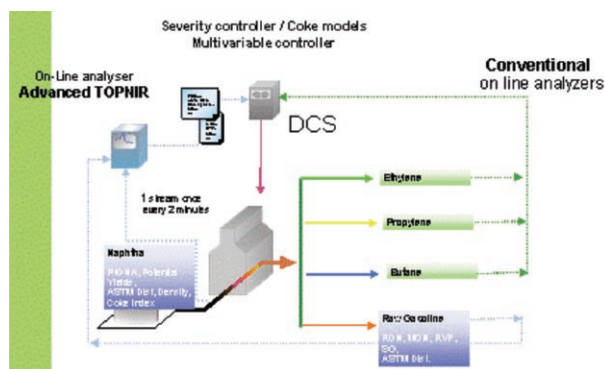 Severity controller / Coke models
Multivariable controller
On-Line analyser
Advanced TOPNIR
Conventional
on line analyzers
DCS
1 stream once
every 2 minutes
Ethylene
Propylene
Butane
Naphtha
PIONA, Potential
Yields,
ASTM Dist, Density,
Coke Index
Raw Gasoline
RON, MON, RVP,
ASTM Dist,